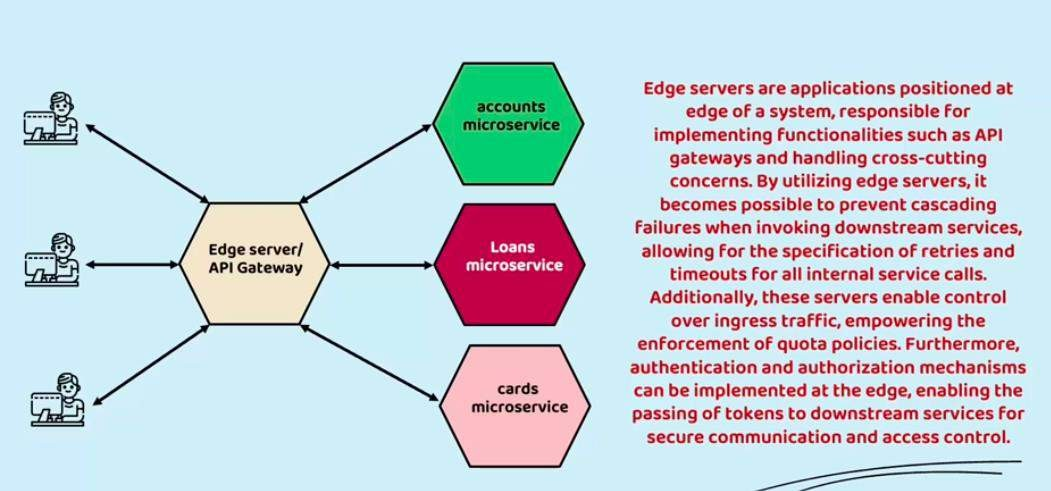 accounts
microservice
Edge server/
API Gateway
Loans
microservice
cards
microservice
Edge servers are applications positioned at
edge of a system, responsible for
implementing functionalities such as API
gateways and handling cross-cutting
concerns. By utilizing edge servers, it
becomes possible to prevent cascading
failures when invoking downstream services,
allowing for the specification of retries and
timeouts for all internal service calls.
Additionally, these servers enable control
over ingress traffic, empowering the
enforcement of quota policies. Furthermore,
authentication and authorization mechanisms
can be implemented at the edge, enabling the
passing of tokens to downstream services for
secure communication and access control.